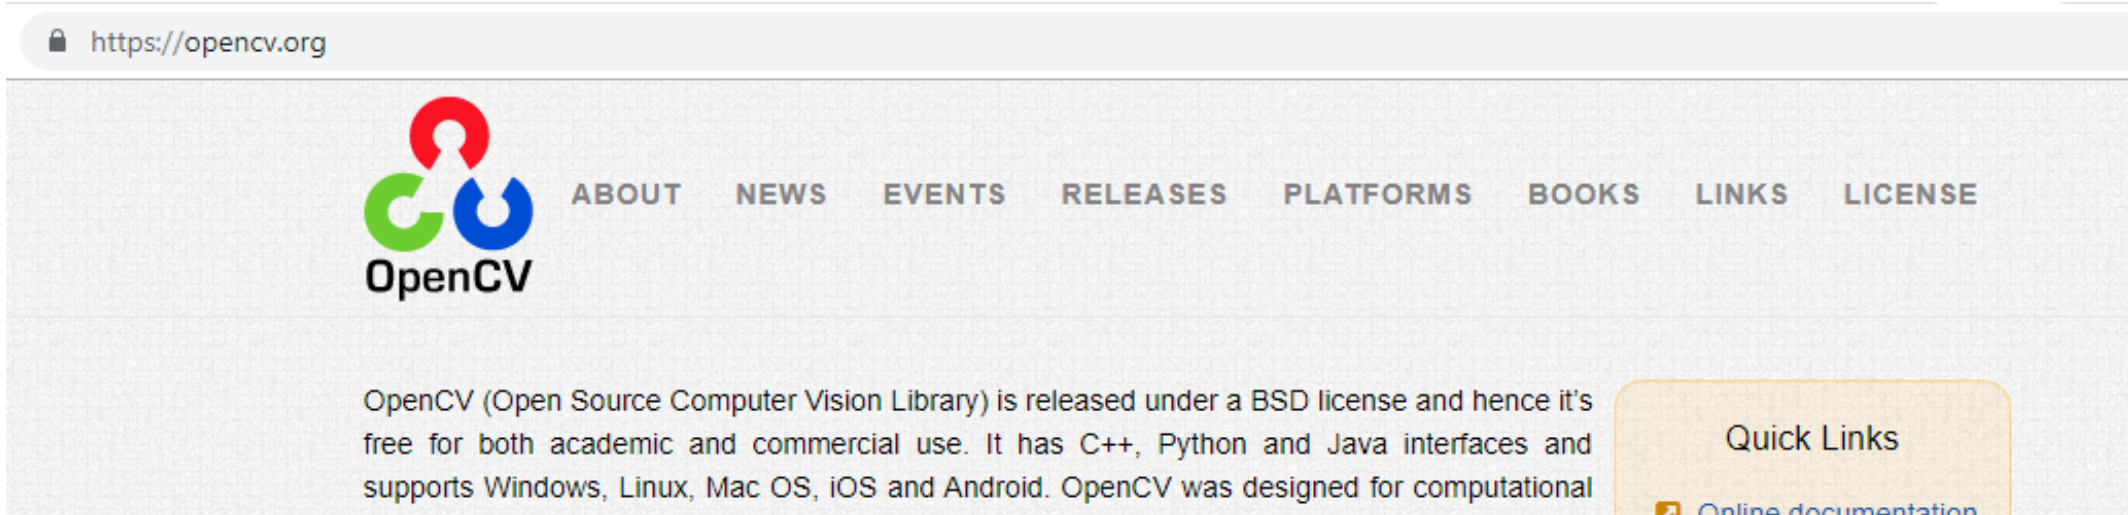 https://opencv.org
OpenCV
ABOUT NEWS EVENTS RELEASES PLATFORMS BOOKS LINKS LICENSE
OpenCV (Open Source Computer Vision Library) is released under a BSD license and hence it's
free for both academic and commercial use. It has C++, Python and Java interfaces and
supports Windows, Linux, Mac OS, iOS and Android. OpenCV was designed for computational
Quick Links
Online documentation